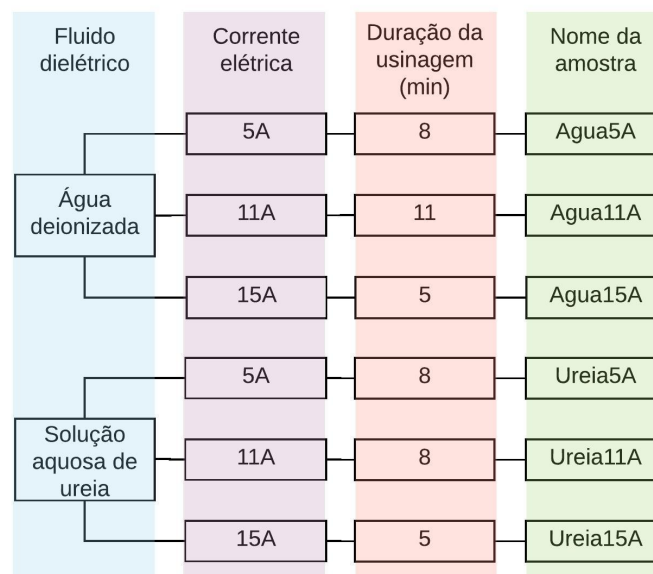 Fluido
dielétrico
Corrente
elétrica
Duração da
usinagem
(min)
Nome da
amostra
5A
8
Agua5A
Água
deionizada
11A
11
Agua11A
15A
5
Agua15A
5A
8
Ureia5A
Solução
aquosa de
ureia
11A
8
Ureia11A
15A
5
Ureia15A